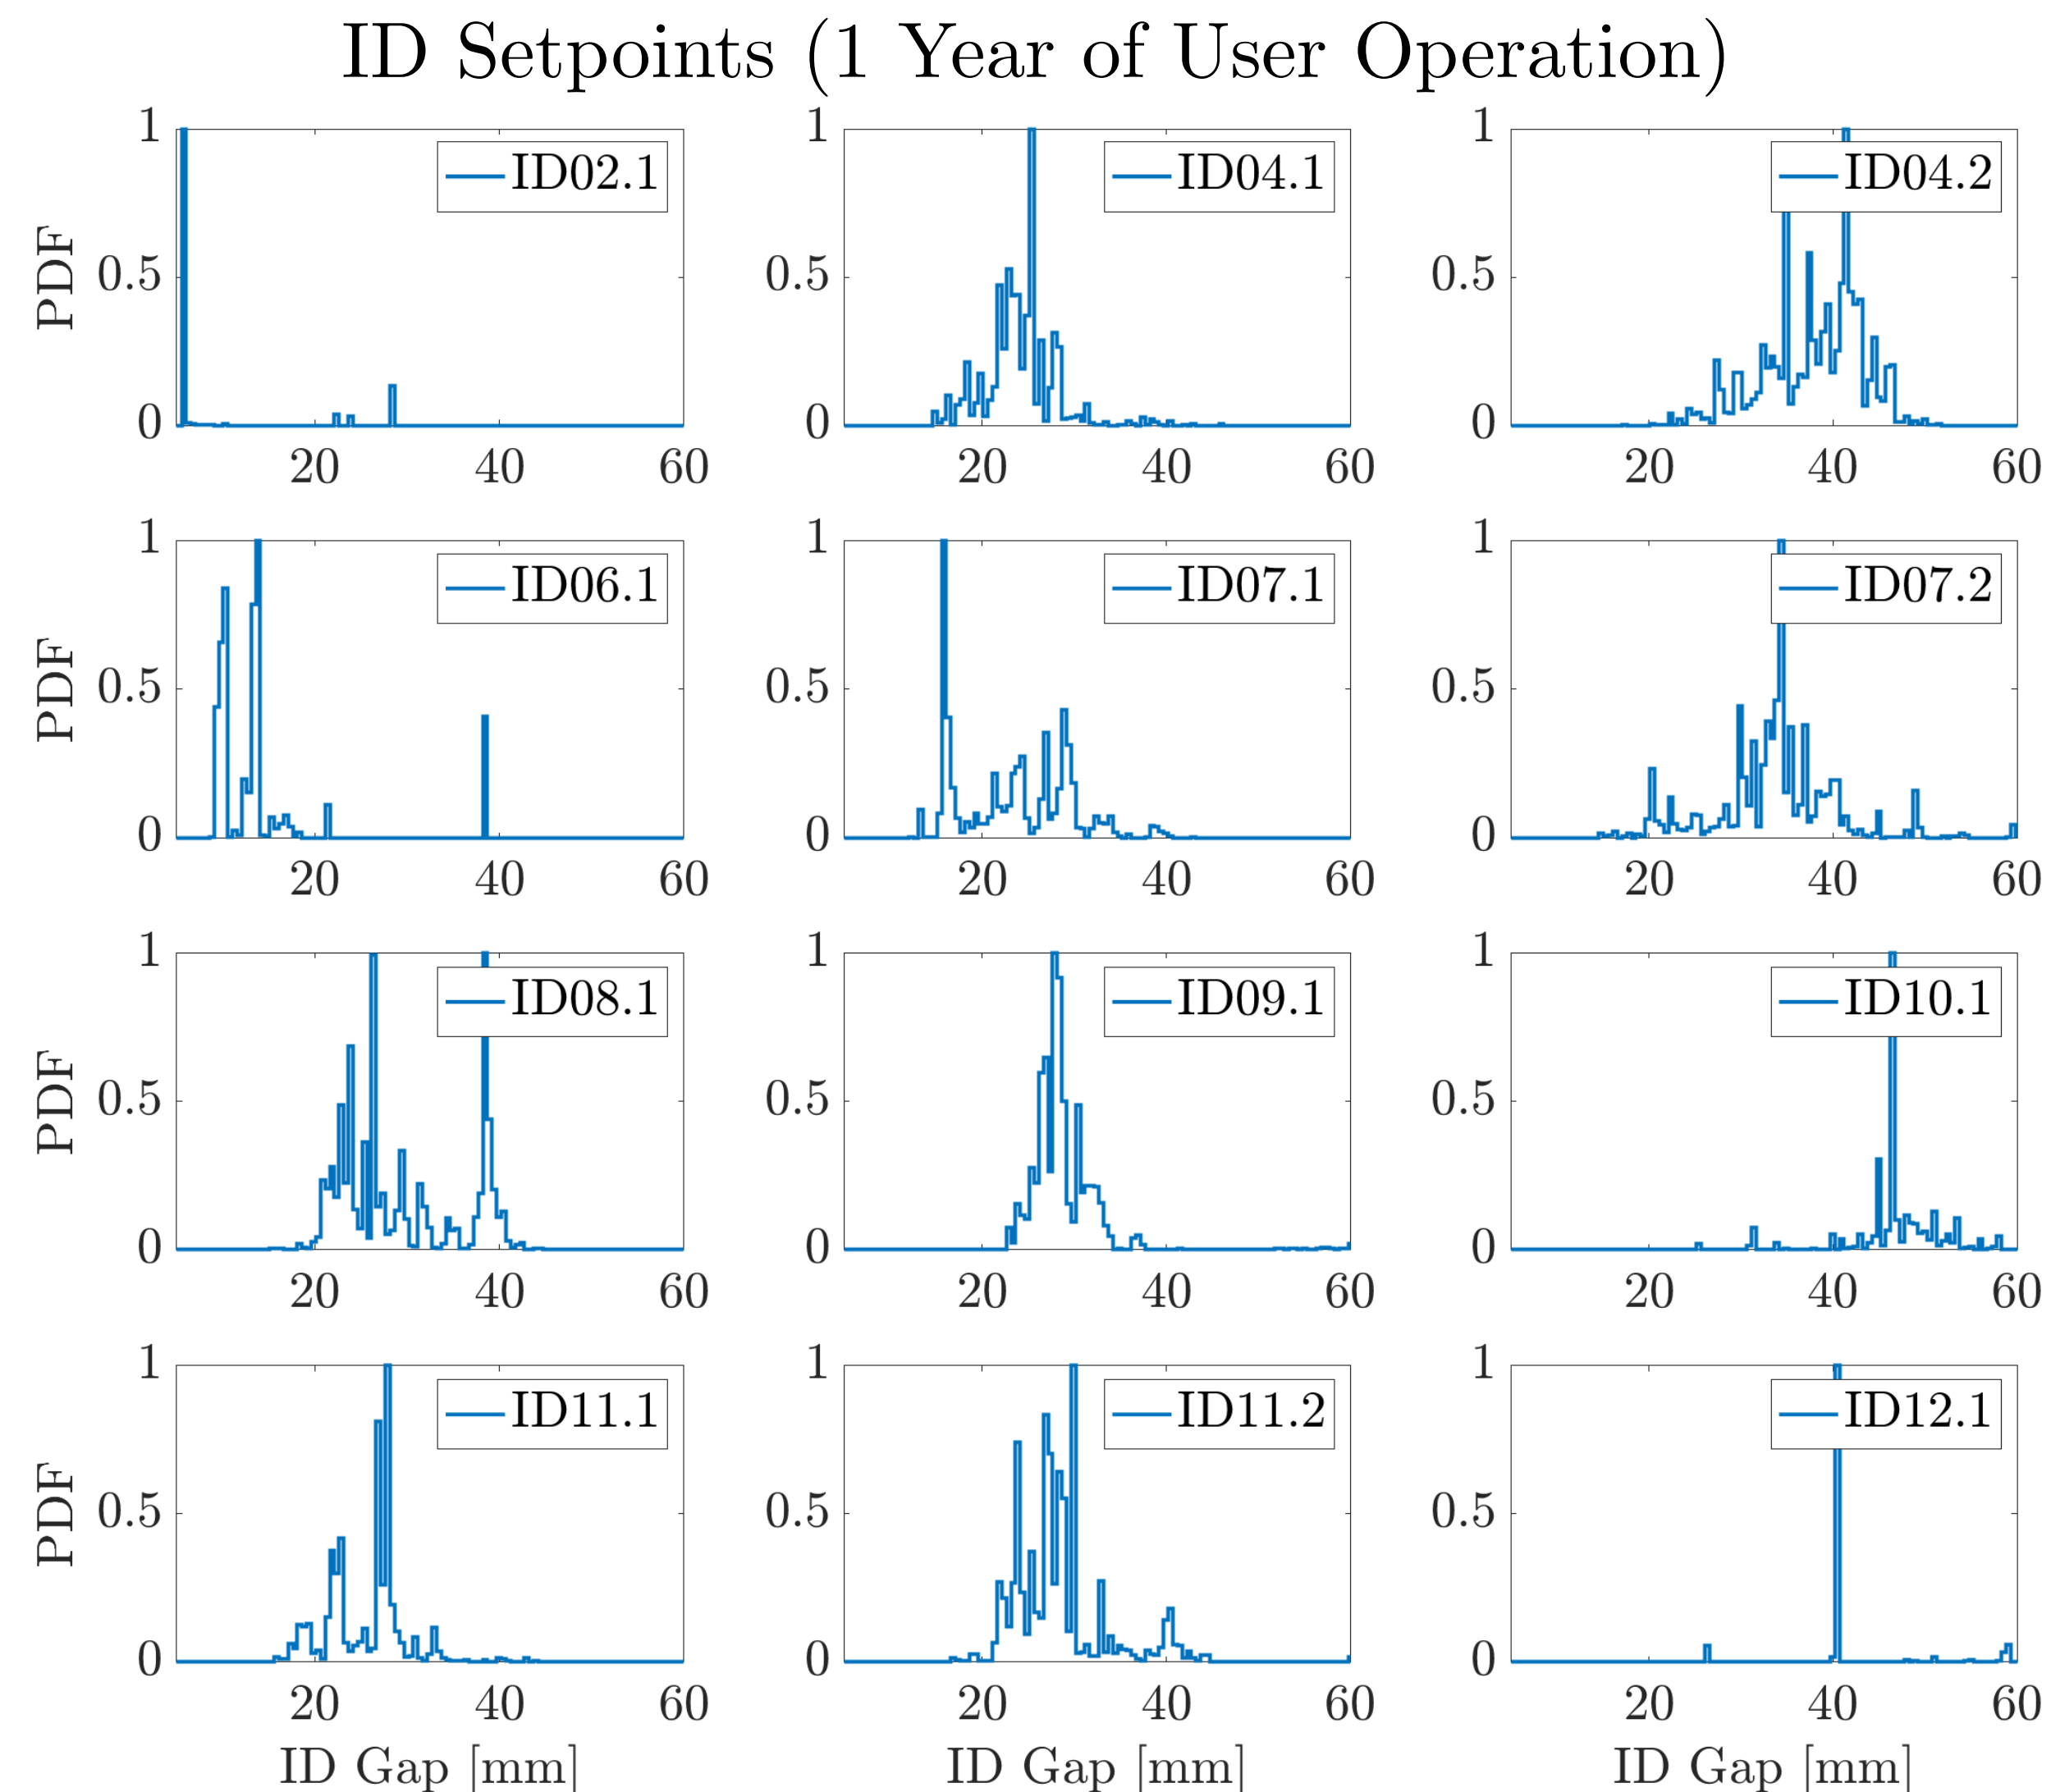 ID Setpoints (1 Year of User Operation)
1 1 1
ID02.1 ID04.1 ID04.2
PDF 0.5 0.5 0.5
0 0 0
20 40 60 20 40 60 20 40 60
1 1 1
ID06.1 ID07.1 ID07.2
PDF 0.5 0.5 0.5
0 0 0
20 40 60 20 40 60 20 40 60
1 1 1
ID08.1 ID09.1 ID10.1
PDF 0.5 0.5 0.5
0 0 0
20 40 60 20 40 60 20 40 60
1 1 1
ID11.1 ID11.2 ID12.1
PDF 0.5 0.5 0.5
0 0 0
20 40 60 20 40 60 20 40 60
ID Gap [mm] ID Gap [mm] ID Gap [mm]